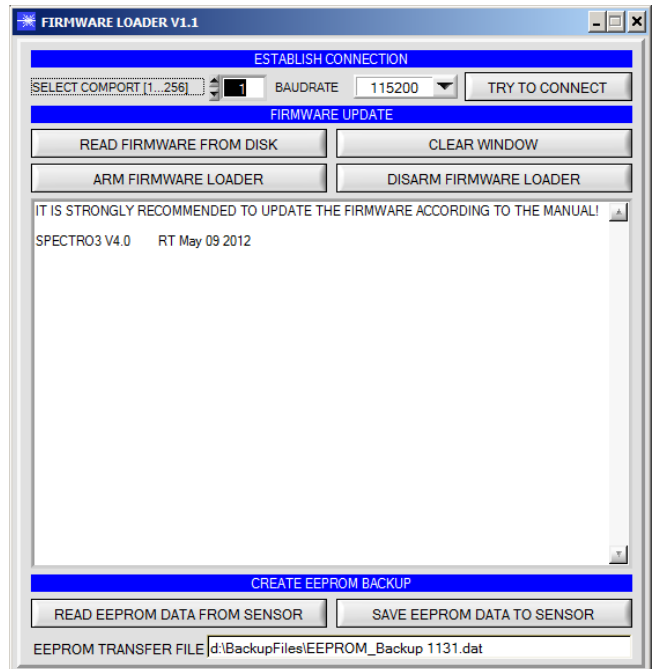 FIRMWARE LOADER V1.1
ESTABLISH CONNECTION
SELECT COMPORT [1...256] 1 BAUDRATE 115200 TRY TO CONNECT
FIRMWARE UPDATE
READ FIRMWARE FROM DISK CLEAR WINDOW
ARM FIRMWARE LOADER DISARM FIRMWARE LOADER
IT IS STRONGLY RECOMMENDED TO UPDATE THE FIRMWARE ACCORDING TO THE MANUAL!
SPECTRO3 V4.0 RT May 09 2012
CREATE EEPROM BACKUP
READ EEPROM DATA FROM SENSOR SAVE EEPROM DATA TO SENSOR
EEPROM TRANSFER FILE d:\BackupFiles\EEPROM_Backup 1131.dat